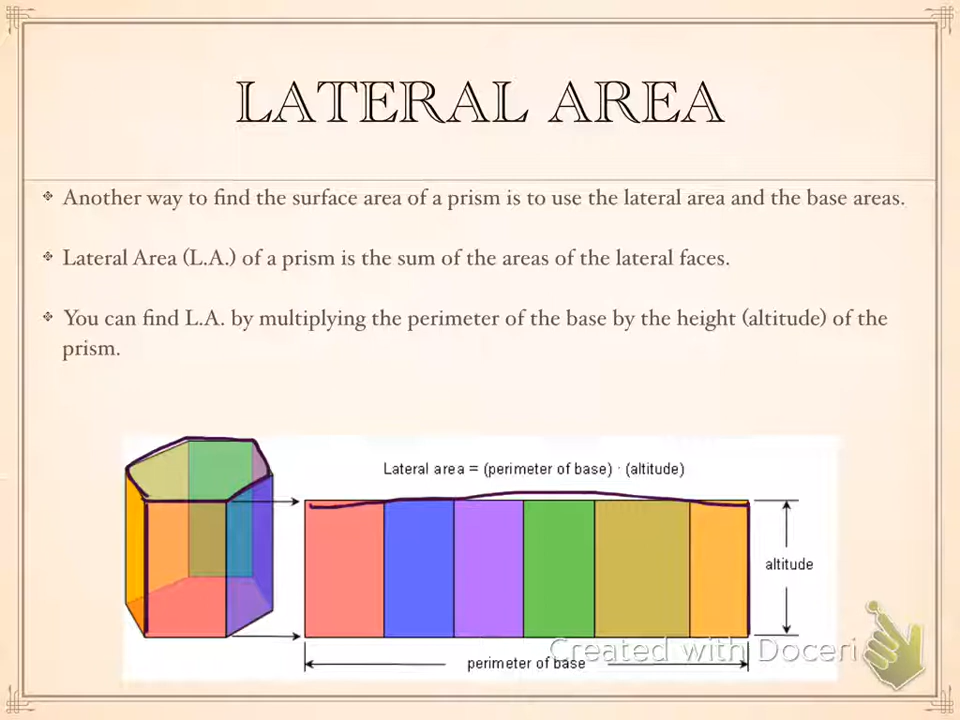 LATERAL AREA
Another way to find the surface area of a prism is to use the lateral area and the base areas.
Lateral Area (L.A.) of a prism is the sum of the areas of the lateral faces.
You can find L.A. by multiplying the perimeter of the base by the height (altitude) of the
prism.
Lateral area = (perimeter of base) · (altitude)
altitude
perimeter of base
Created with Doceri